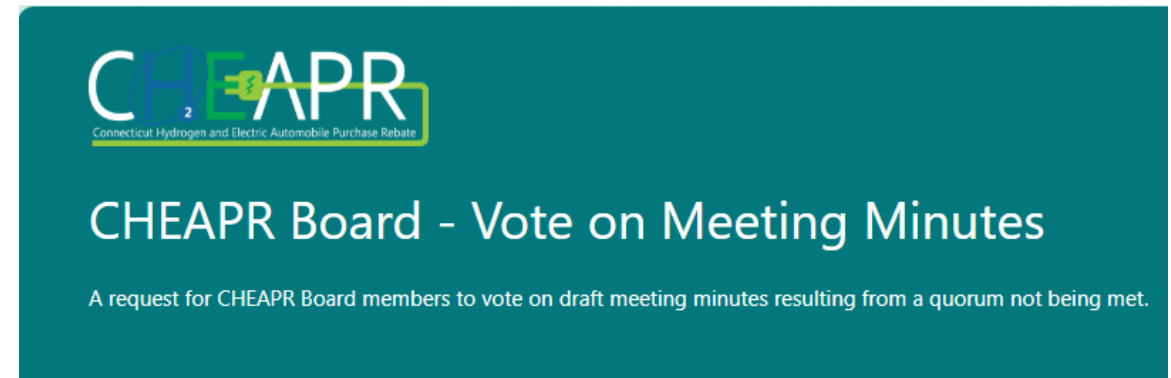 CHEAPR
2
Connecticut Hydrogen and Electric Automobile Purchase Rebate
CHEAPR Board - Vote on Meeting Minutes
A request for CHEAPR Board members to vote on draft meeting minutes resulting from a quorum not being met.